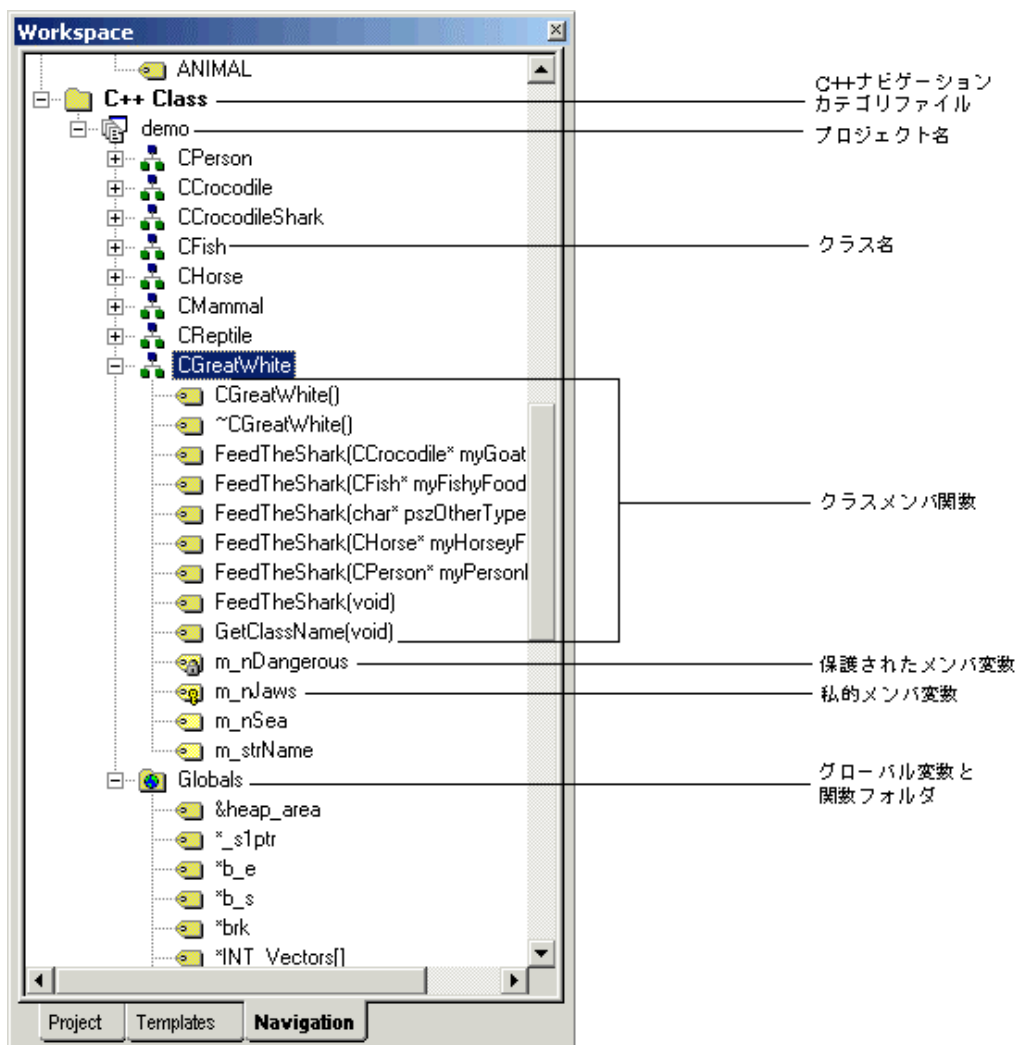 Workspace
ANIMAL
C++ Class
C++ナビゲーション
カテゴリファイル
demo
プロジェクト名
CPerson
CCrocodile
CCrocodileShark
CFish
クラス名
CHorse
CMammal
CReptile
CGreatWhite
CGreatWhite()
~CGreatWhite()
FeedTheShark(CCrocodile* myGoat
FeedTheShark(CFish* myFishyFood
FeedTheShark(char* pszOtherType
クラスメンバ関数
FeedTheShark(CHorse* myHorseyF
FeedTheShark(CPerson* myPersonl
FeedTheShark(void)
GetClassName(void)
m_nDangerous
保護されたメンバ変数
m_nJaws
私的メンバ変数
m_nSea
m_strName
Globals
グローバル変数と
関数フォルダ
&heap_area
*_s1ptr
*b_e
*b_s
*brk
*INT_Vectors[]
Project
Templates
Navigation